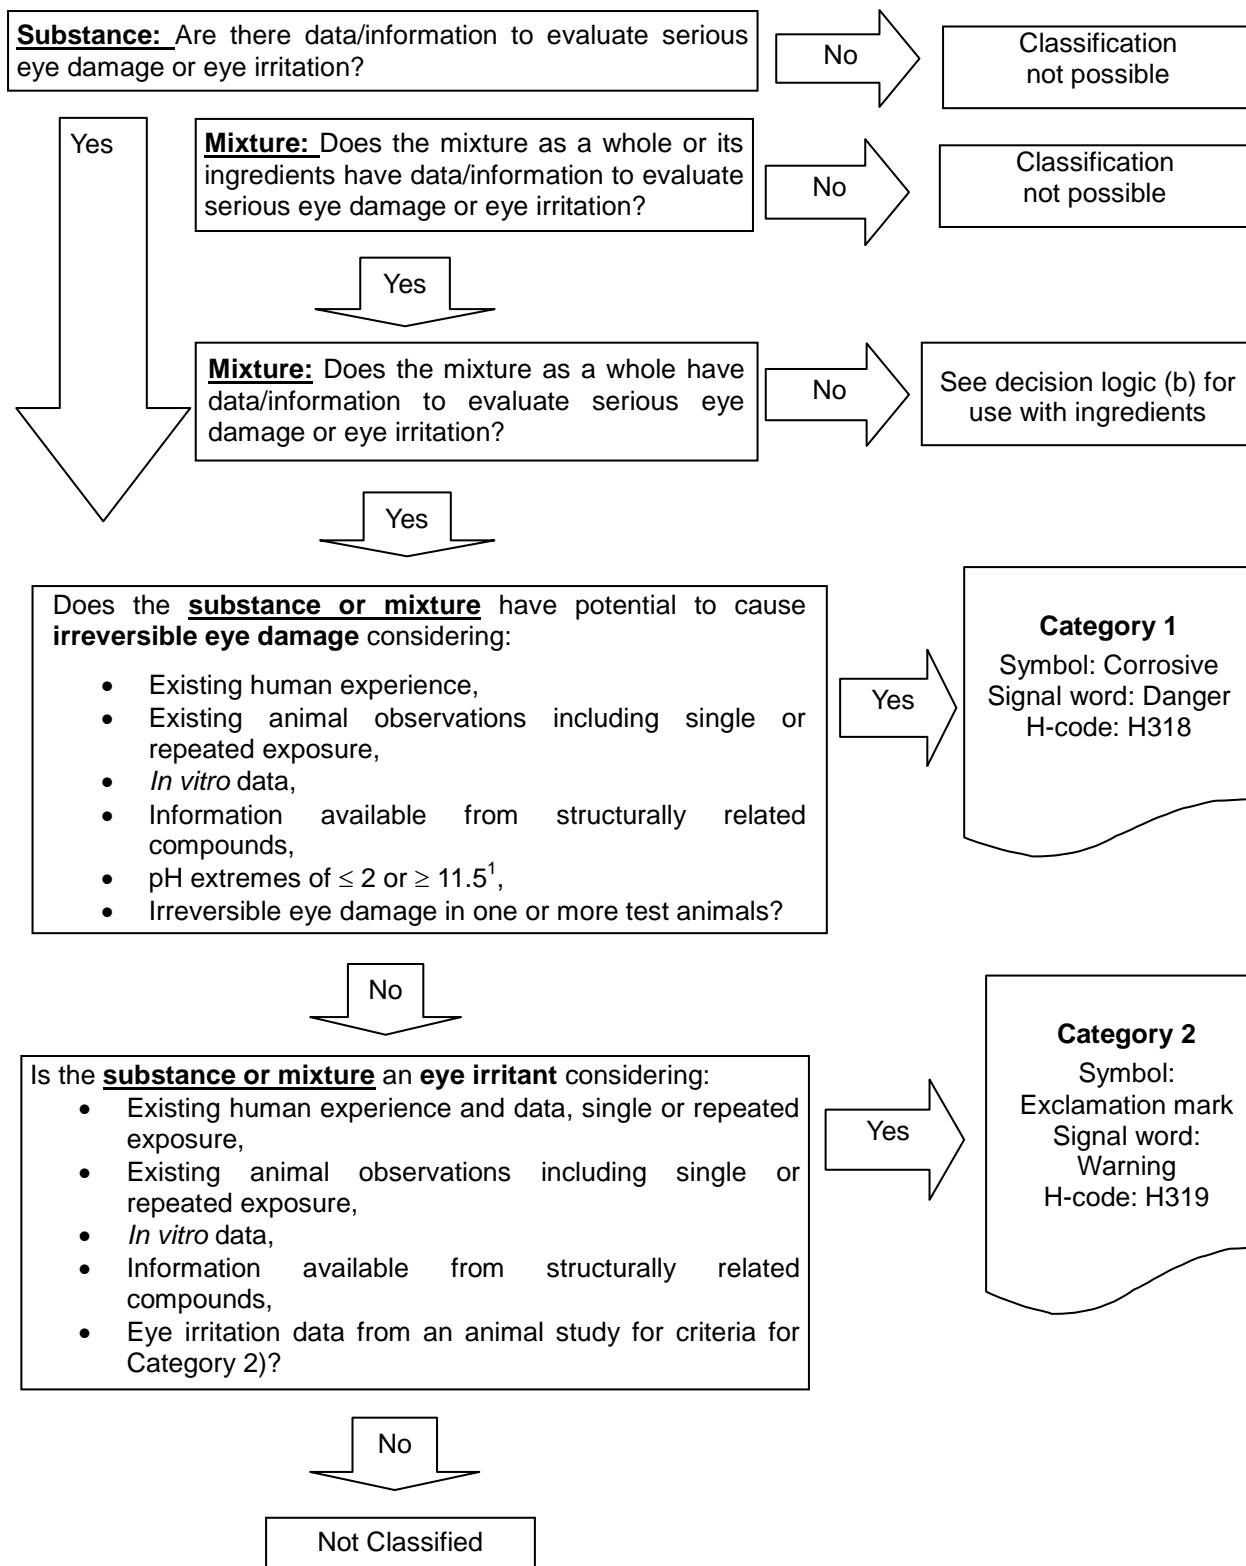 Substance: Are there data/information to evaluate serious
eye damage or eye irritation?
No
Classification
not possible
Yes
Mixture: Does the mixture as a whole or its
ingredients have data/information to evaluate
serious eye damage or eye irritation?
No
Classification
not possible
Yes
Mixture: Does the mixture as a whole have
data/information to evaluate serious eye
damage or eye irritation?
No
See decision logic (b) for
use with ingredients
Yes
Does the substance or mixture have potential to cause
irreversible eye damage considering:
• Existing human experience,
• Existing animal observations including single or
repeated exposure,
• In vitro data,
• Information available from structurally related
compounds,
• pH extremes of ≤ 2 or ≥ 11.5¹,
• Irreversible eye damage in one or more test animals?
Yes
Category 1
Symbol: Corrosive
Signal word: Danger
H-code: H318
No
Is the substance or mixture an eye irritant considering:
• Existing human experience and data, single or repeated
exposure,
• Existing animal observations including single or
repeated exposure,
• In vitro data,
• Information available from structurally related
compounds,
• Eye irritation data from an animal study for criteria for
Category 2)?
Yes
Category 2
Symbol:
Exclamation mark
Signal word:
Warning
H-code: H319
No
Not Classified